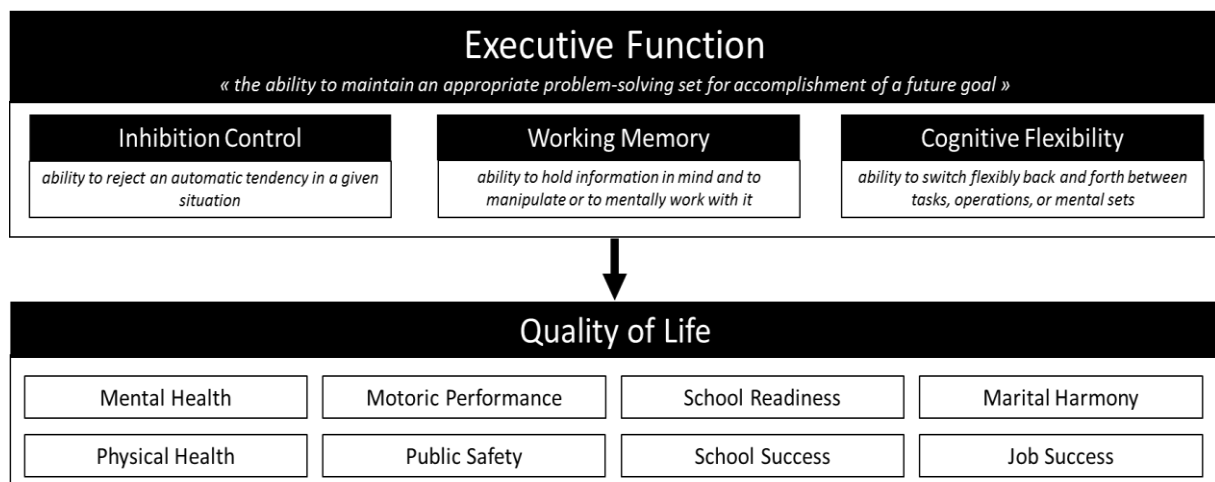 Executive Function
« the ability to maintain an appropriate problem-solving set for accomplishment of a future goal »
Inhibition Control
ability to reject an automatic tendency in a given
situation
Working Memory
ability to hold information in mind and to
manipulate or to mentally work with it
Cognitive Flexibility
ability to switch flexibly back and forth between
tasks, operations, or mental sets
Quality of Life
Mental Health
Motoric Performance
School Readiness
Marital Harmony
Physical Health
Public Safety
School Success
Job Success